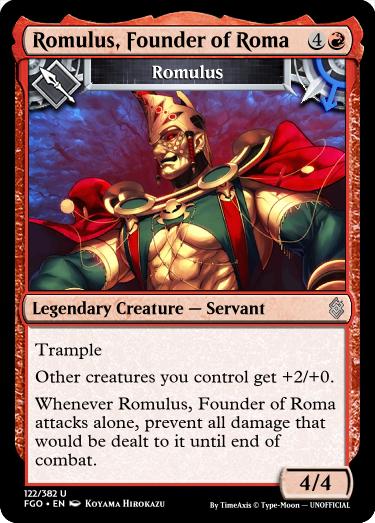 Romulus, Founder of Roma 4
Romulus
Legendary Creature — Servant
Trample
Other creatures you control get +2/+0.
Whenever Romulus, Founder of Roma
attacks alone, prevent all damage that
would be dealt to it until end of
combat.
4/4
122/382 U
FGO • EN Koyama Hirokazu
By TimeAxis © Type-Moon — UNOFFICIAL